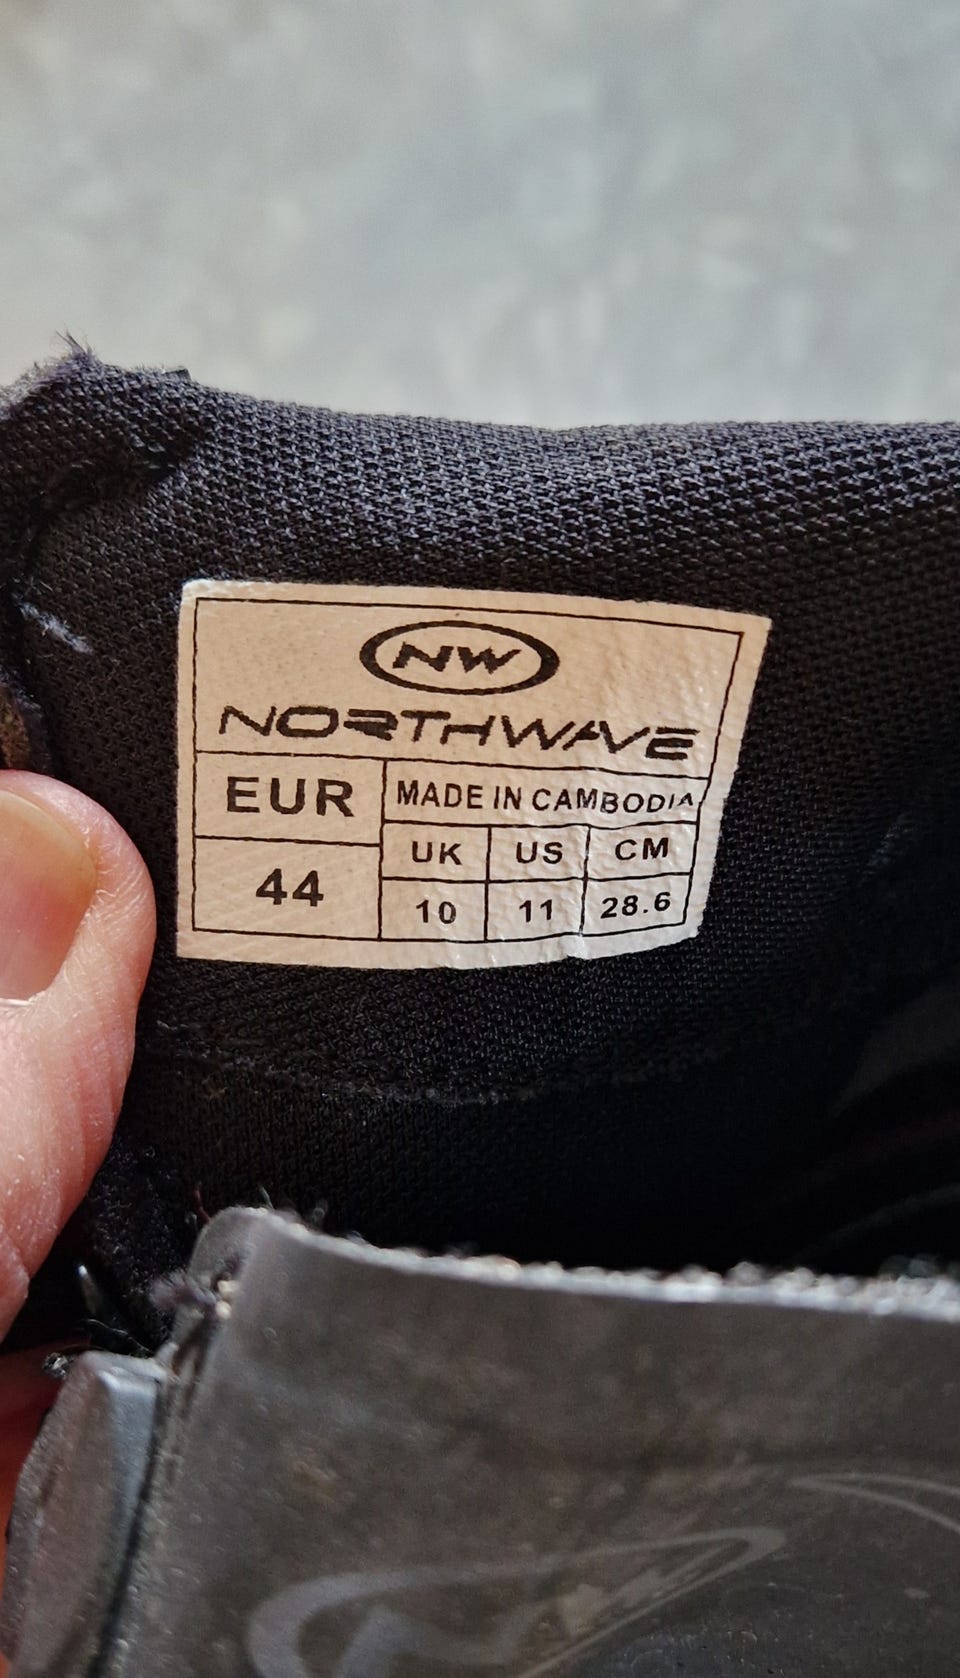 NW
NORTHWAVE
EUR
MADE IN CAMBODIA
UK US CM
44
10 11 28.6